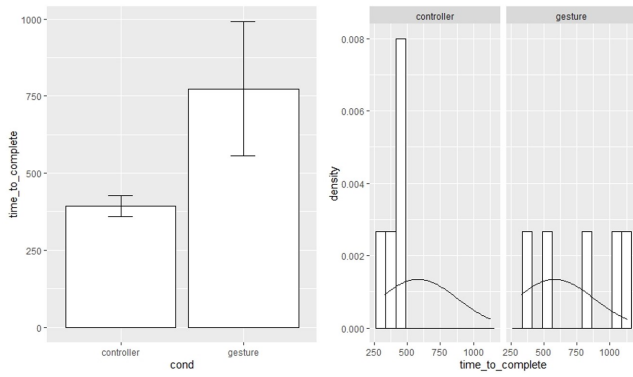 time_to_complete
1000
750
500
250
0
controller
gesture
cond
controller
gesture
density
0.008
0.006
0.004
0.002
0.000
250
500
750
1000
250
500
750
1000
time_to_complete